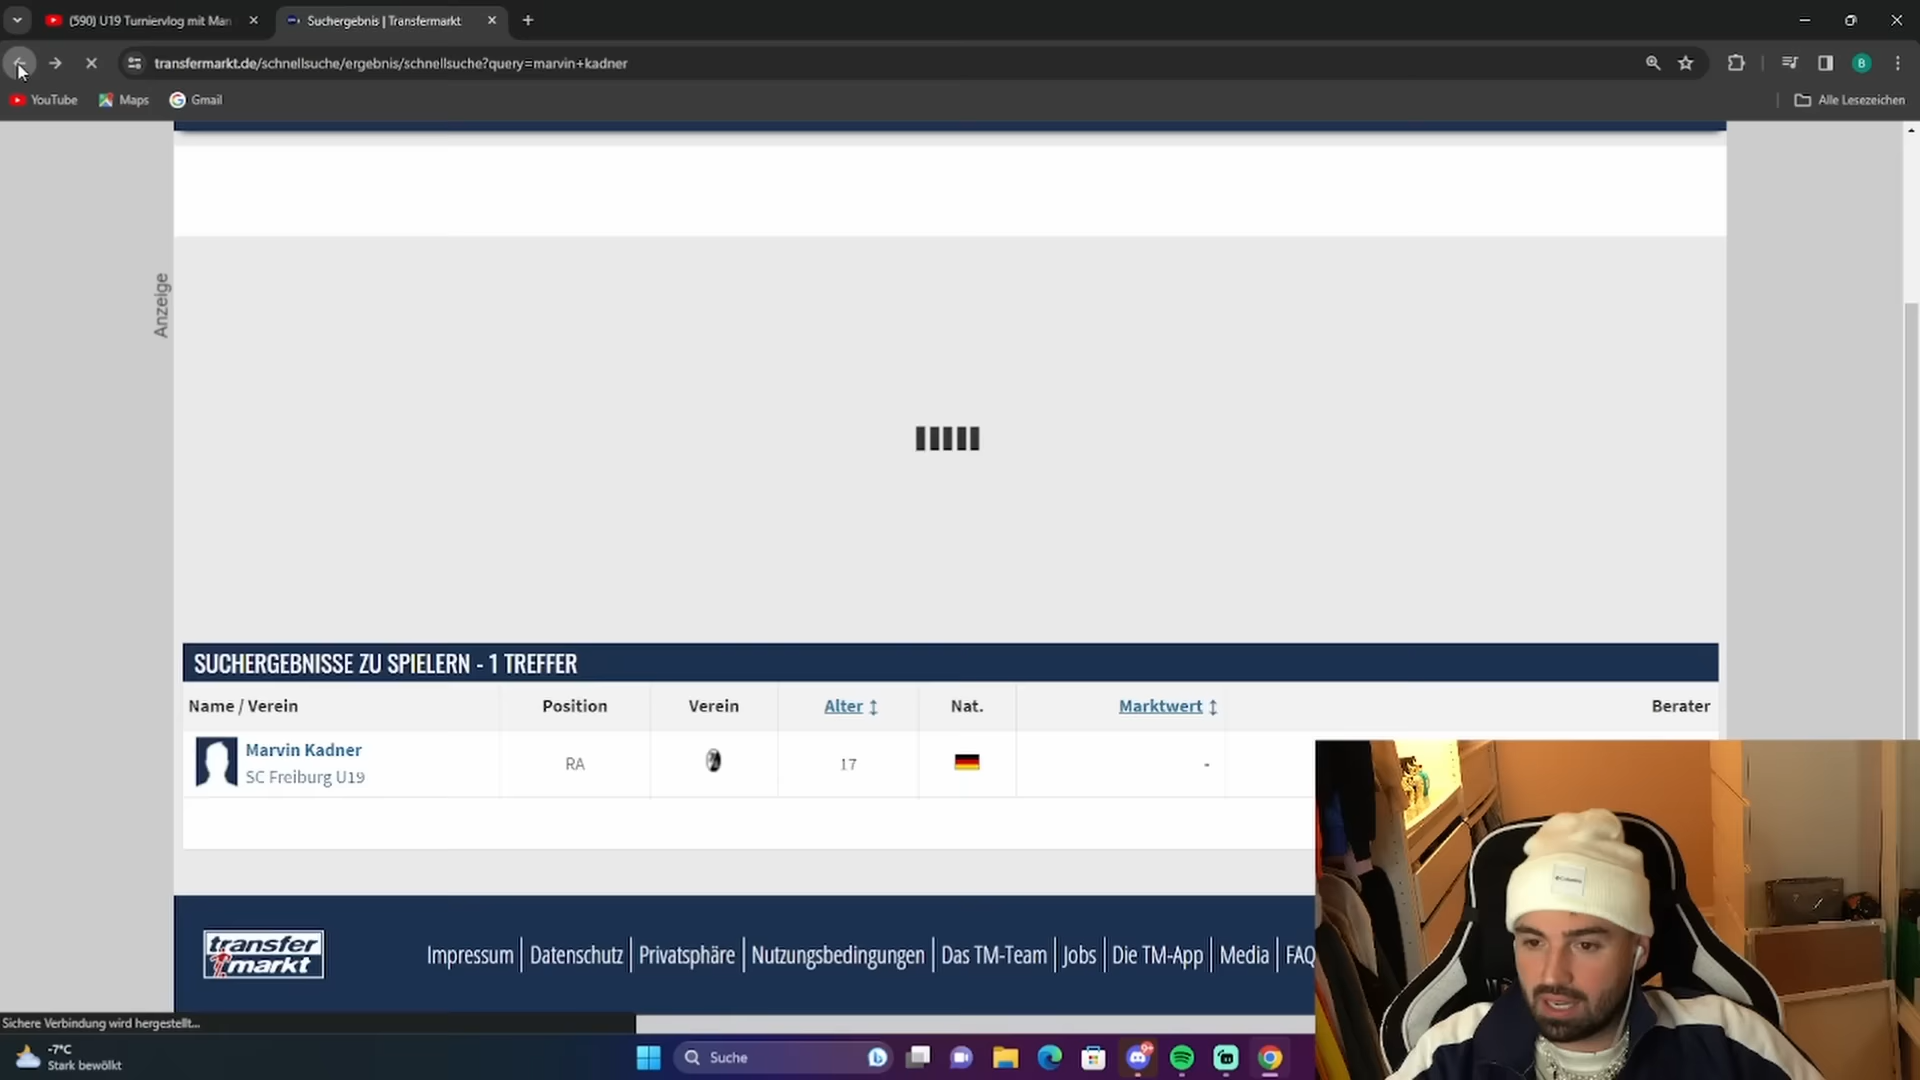 (590) U19 Turniervlog mit Man
Suchergebnis | Transfermarkt
transfermarkt.de/schnellsuche/ergebnis/schnellsuche?query=marvin+kadner
B
YouTube
Maps
Gmail
Alle Lesezeichen
Anzeige
SUCHERGEBNISSE ZU SPIELERN - 1 TREFFER
Name / Verein Position Verein Alter Nat. Marktwert Berater
Marvin Kadner
SC Freiburg U19
RA 17 -
transfer
markt
Impressum | Datenschutz | Privatsphäre | Nutzungsbedingungen | Das TM-Team | Jobs | Die TM-App | Media | FAQ
Columbia
Sichere Verbindung wird hergestellt...
-7°C
Stark bewölkt
Suche
9+